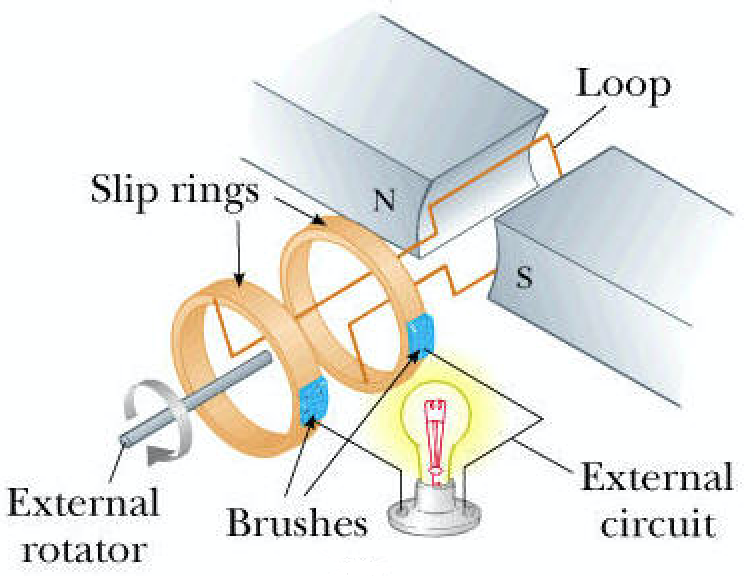 Loop
Slip rings
N
S
External
rotator
Brushes
External
circuit